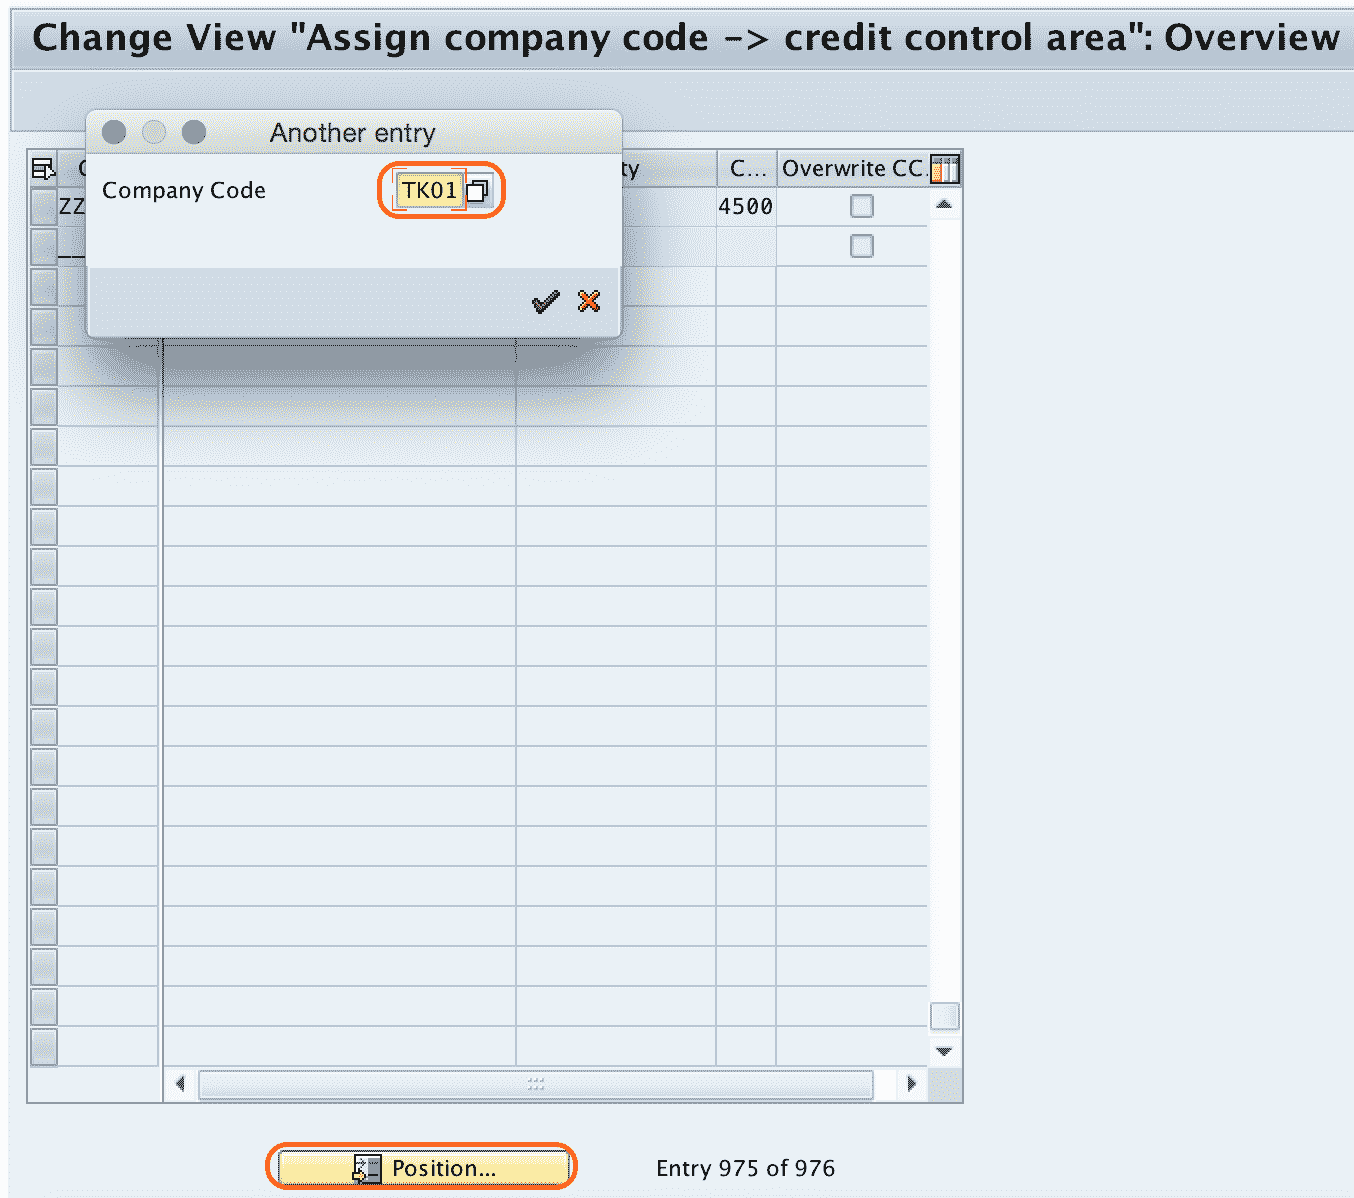 Change View "Assign company code -> credit control area": Overview
Another entry
Company Code TK01
C... Overwrite CC
ZZ 4500
Position... Entry 975 of 976